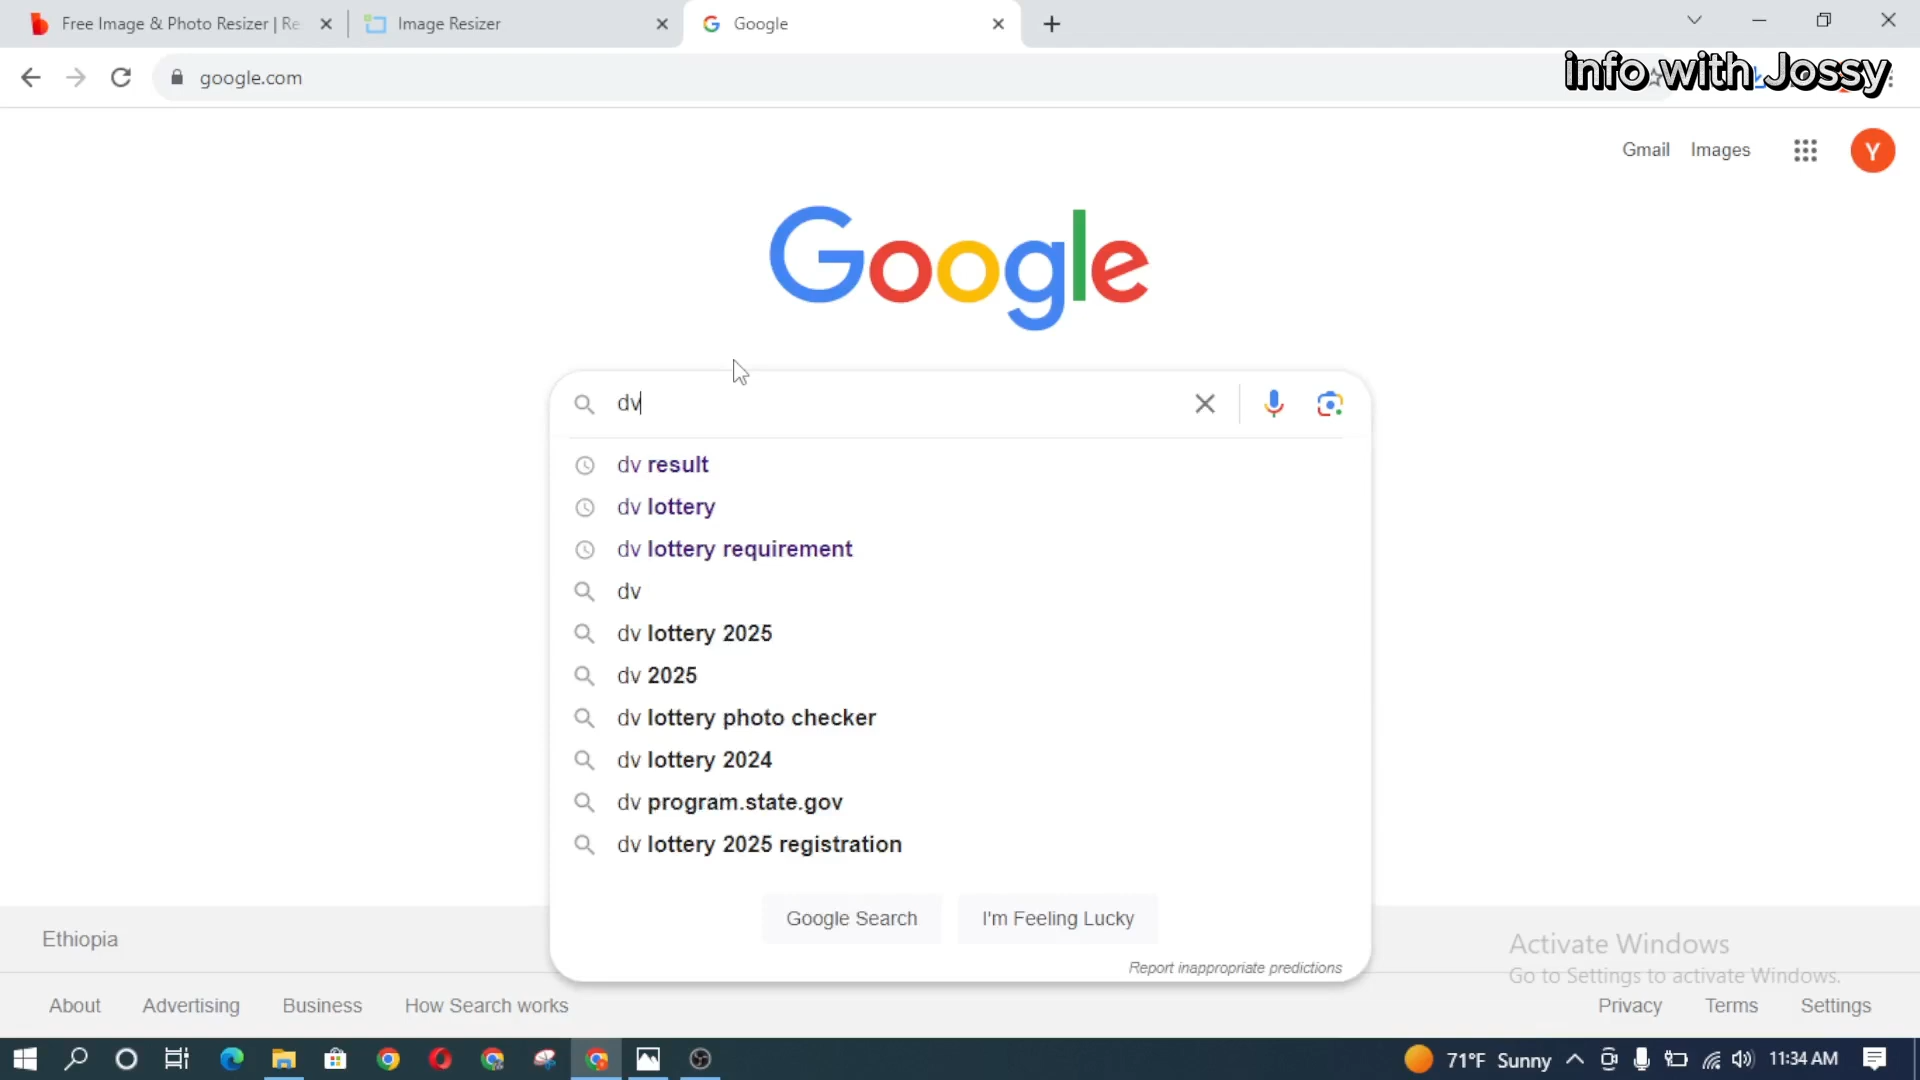 Free Image & Photo Resizer | Re
Image Resizer
Google
google.com
info with Jossy
Gmail
Images
Y
Google
dv
dv result
dv lottery
dv lottery requirement
dv
dv lottery 2025
dv 2025
dv lottery photo checker
dv lottery 2024
dv program.state.gov
dv lottery 2025 registration
Google Search
I'm Feeling Lucky
Report inappropriate predictions
Ethiopia
Activate Windows
Go to Settings to activate Windows.
About
Advertising
Business
How Search works
Privacy
Terms
Settings
71°F Sunny
11:34 AM